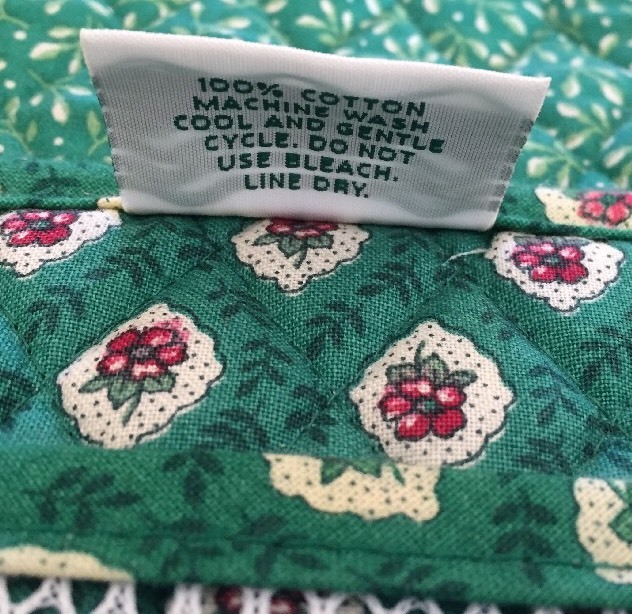 100% COTTON
MACHINE WASH
COOL AND GENTLE
CYCLE. DO NOT
USE BLEACH.
LINE DRY.